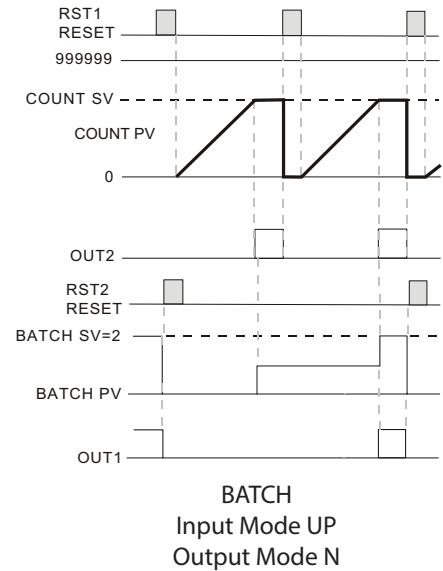 RST1
RESET
999999
COUNT SV
COUNT PV
0
OUT2
RST2
RESET
BATCH SV=2
BATCH PV
OUT1
BATCH
Input Mode UP
Output Mode N